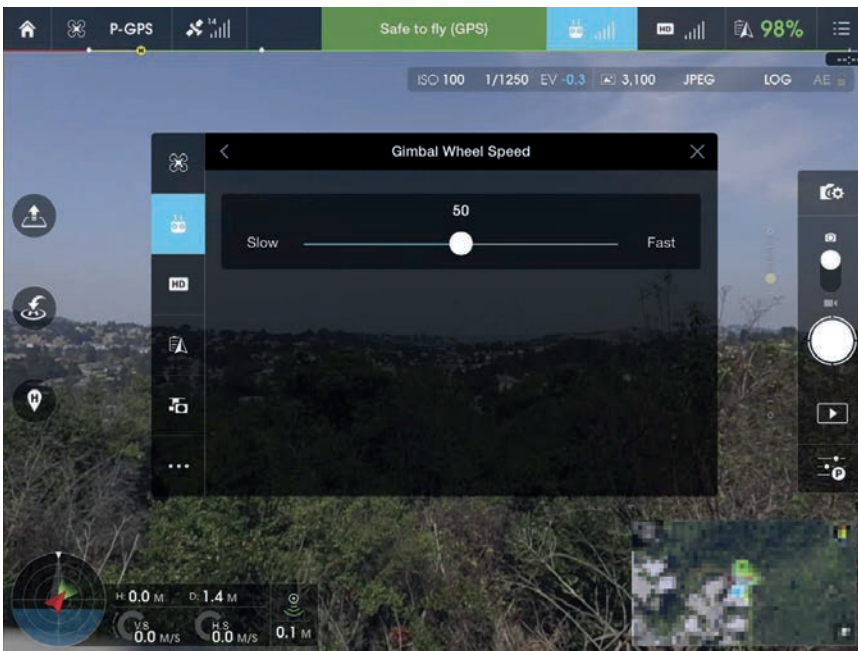 P-GPS 14 Safe to fly (GPS) HD 98%
H
ISO 100 1/1250 EV -0.3 3,100 JPEG LOG AE
Gimbal Wheel Speed
50
Slow Fast
HD
H
P
H: 0.0 M D: 1.4 M
V.S 0.0 M/S H.S 0.0 M/S 0.1 M